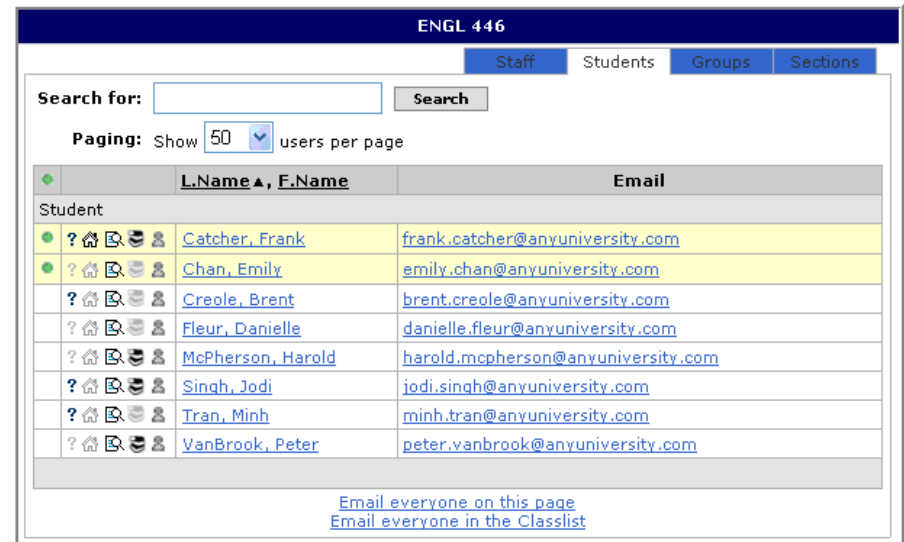 ENGL 446
Staff Students Groups Sections
Search for: Search
Paging: Show 50 users per page
L.Name▲, F.Name Email
Student
? Catcher, Frank frank.catcher@anyuniversity.com
? Chan, Emily emily.chan@anyuniversity.com
? Creole, Brent brent.creole@anyuniversity.com
? Fleur, Danielle danielle.fleur@anyuniversity.com
? McPherson, Harold harold.mcpherson@anyuniversity.com
? Singh, Jodi jodi.singh@anyuniversity.com
? Tran, Minh minh.tran@anyuniversity.com
? VanBrook, Peter peter.vanbrook@anyuniversity.com
Email everyone on this page
Email everyone in the Classlist